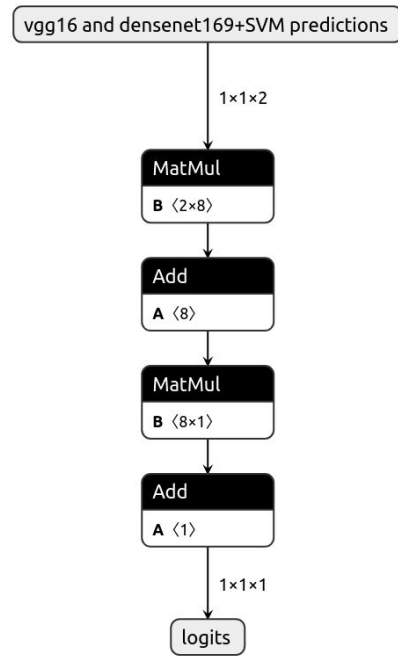 vgg16 and densenet169+SVM predictions
1×1×2
MatMul
B 〈2×8〉
Add
A 〈8〉
MatMul
B 〈8×1〉
Add
A 〈1〉
1×1×1
logits